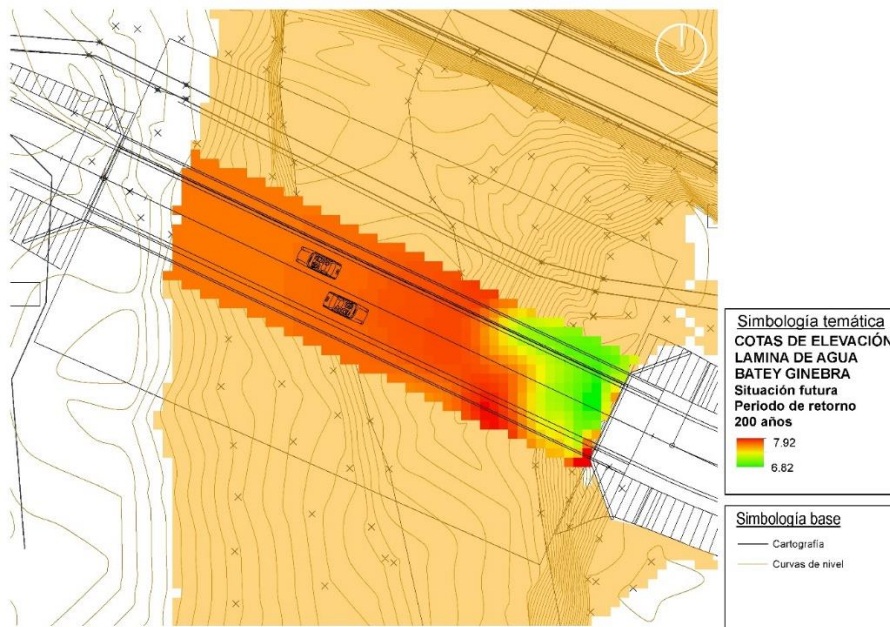 Simbología temática
COTAS DE ELEVACIÓN
LAMINA DE AGUA
BATEY GINEBRA
Situación futura
Periodo de retorno
200 años
7.92
6.82
Simbología base
Cartografía
Curvas de nivel